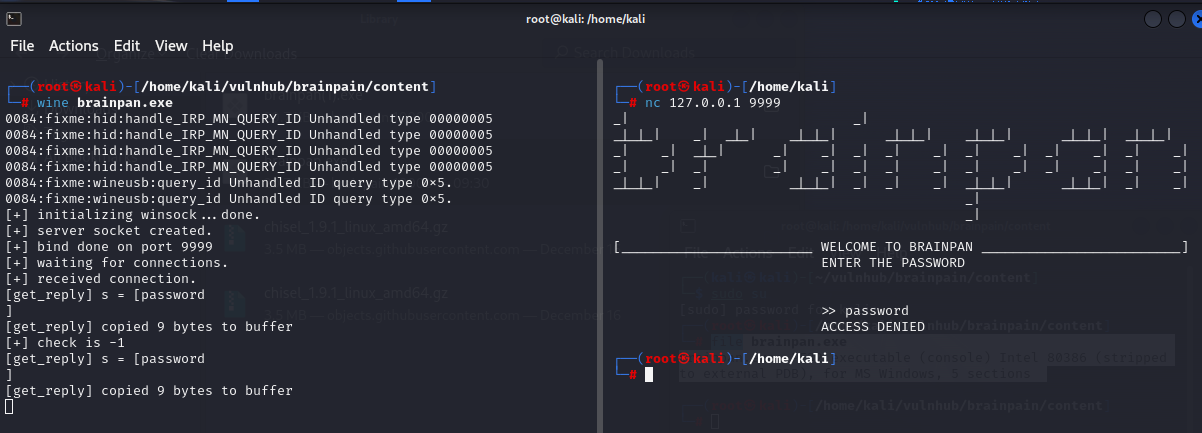 root@kali: /home/kali
File Actions Edit View Help
┌──(root㉿kali)-[/home/kali/vulnhub/brainpain/content]
└─# wine brainpan.exe
0084:fixme:hid:handle_IRP_MN_QUERY_ID Unhandled type 00000005
0084:fixme:hid:handle_IRP_MN_QUERY_ID Unhandled type 00000005
0084:fixme:hid:handle_IRP_MN_QUERY_ID Unhandled type 00000005
0084:fixme:hid:handle_IRP_MN_QUERY_ID Unhandled type 00000005
0084:fixme:wineusb:query_id Unhandled ID query type 0×5.
0084:fixme:wineusb:query_id Unhandled ID query type 0×5.
[+] initializing winsock...done.
[+] server socket created.
[+] bind done on port 9999
[+] waiting for connections.
[+] received connection.
[get_reply] s = [password
]
[get_reply] copied 9 bytes to buffer
[+] check is -1
[get_reply] s = [password
]
[get_reply] copied 9 bytes to buffer
┌──(root㉿kali)-[/home/kali]
└─# nc 127.0.0.1 9999
brainpan
[________________________ WELCOME TO BRAINPAN _________________________]
ENTER THE PASSWORD
>> password
ACCESS DENIED
┌──(root㉿kali)-[/home/kali]
└─#